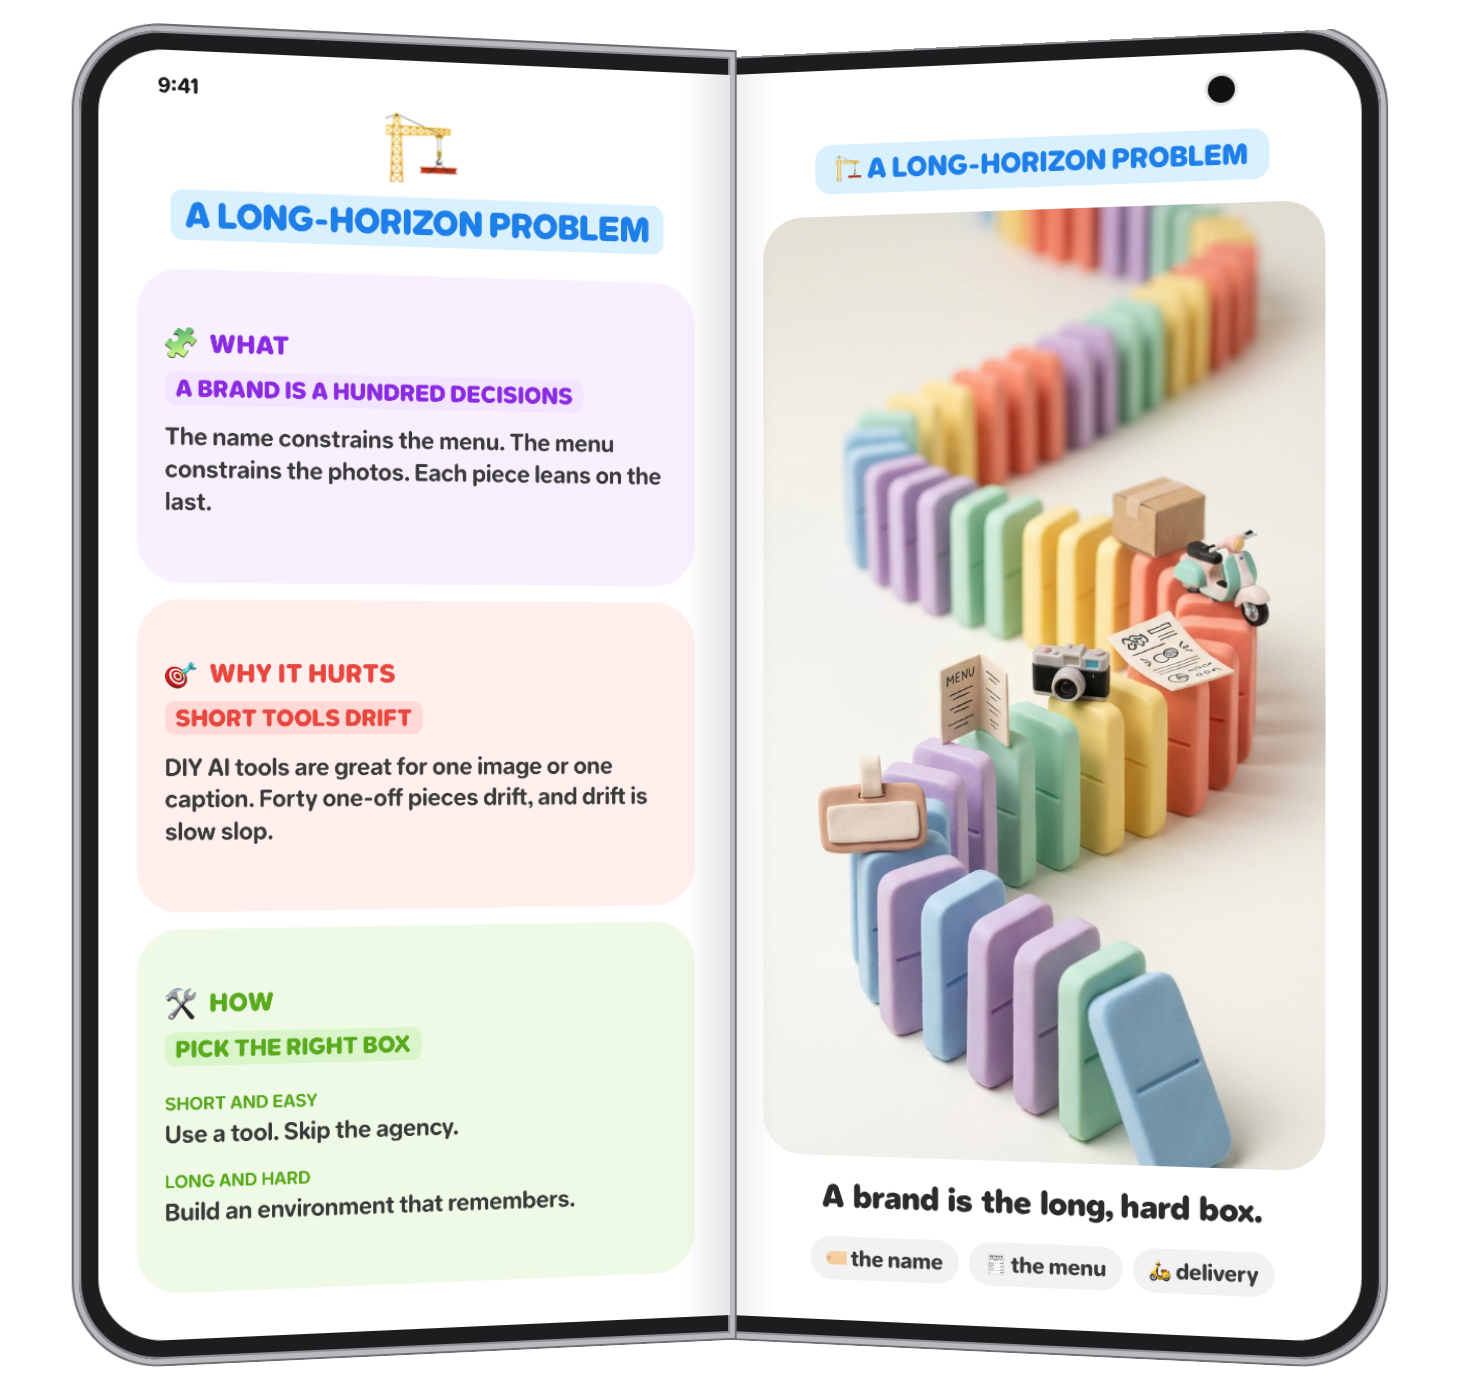 9:41
A LONG-HORIZON PROBLEM
WHAT
A BRAND IS A HUNDRED DECISIONS
The name constrains the menu. The menu
constrains the photos. Each piece leans on the
last.
WHY IT HURTS
SHORT TOOLS DRIFT
DIY AI tools are great for one image or one
caption. Forty one-off pieces drift, and drift is
slow slop.
HOW
PICK THE RIGHT BOX
SHORT AND EASY
Use a tool. Skip the agency.
LONG AND HARD
Build an environment that remembers.
A LONG-HORIZON PROBLEM
MENU
A brand is the long, hard box.
the name
the menu
delivery